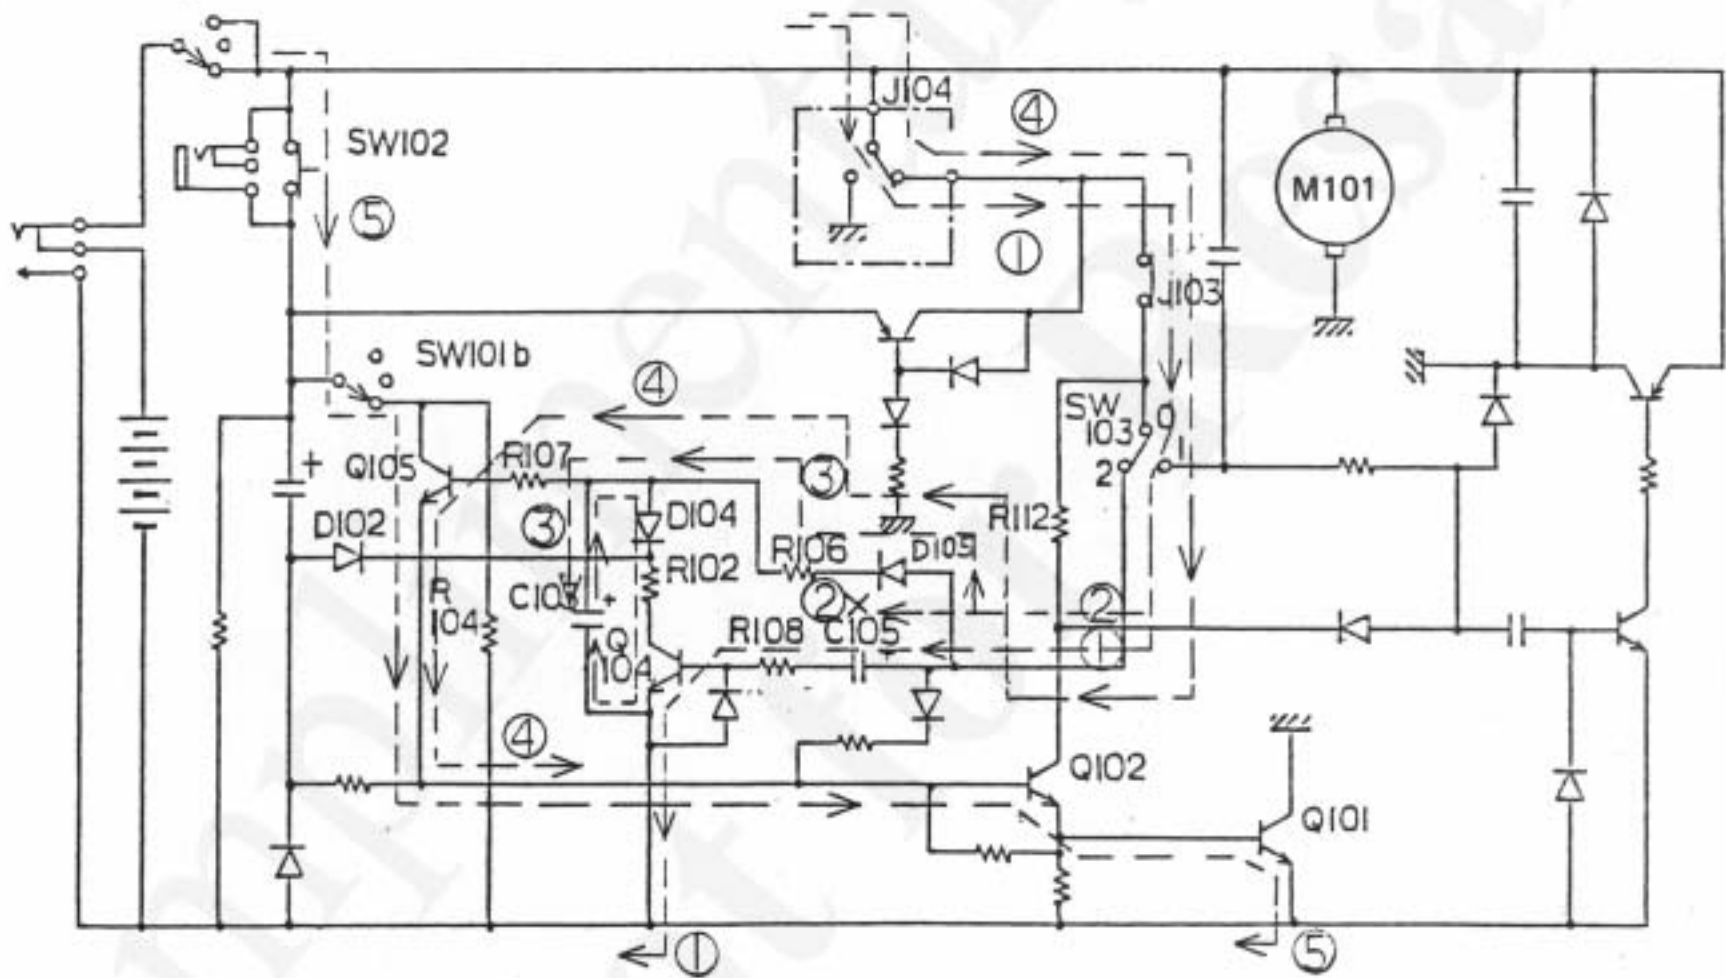 J104
④
SW102
M101
⑤
①
J103
SW101b
④
SW
103
0
2
+
Q105
R107
③
③
D104
R112
D102
R106
D105
R102
R
104
C103
+
②
②
R108
C105
+
①
Q
104
④
Q102
Q101
①
⑤